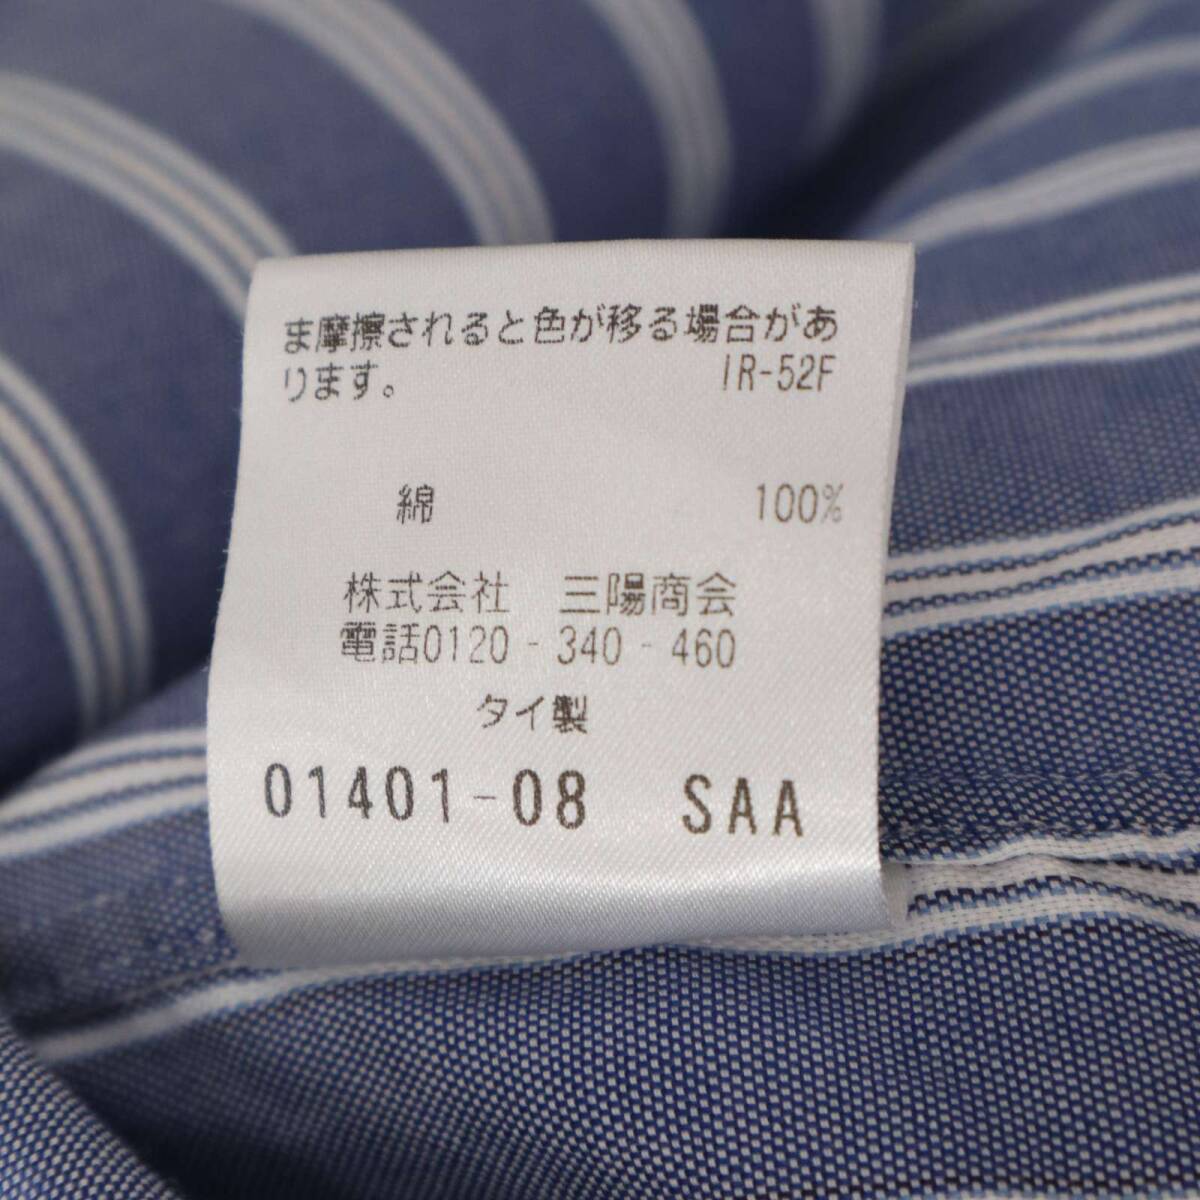 ま摩擦されると色が移る場合があ
ります。 IR-52F
綿 100%
株式会社 三陽商会
電話0120-340-460
タイ製
01401-08 SAA